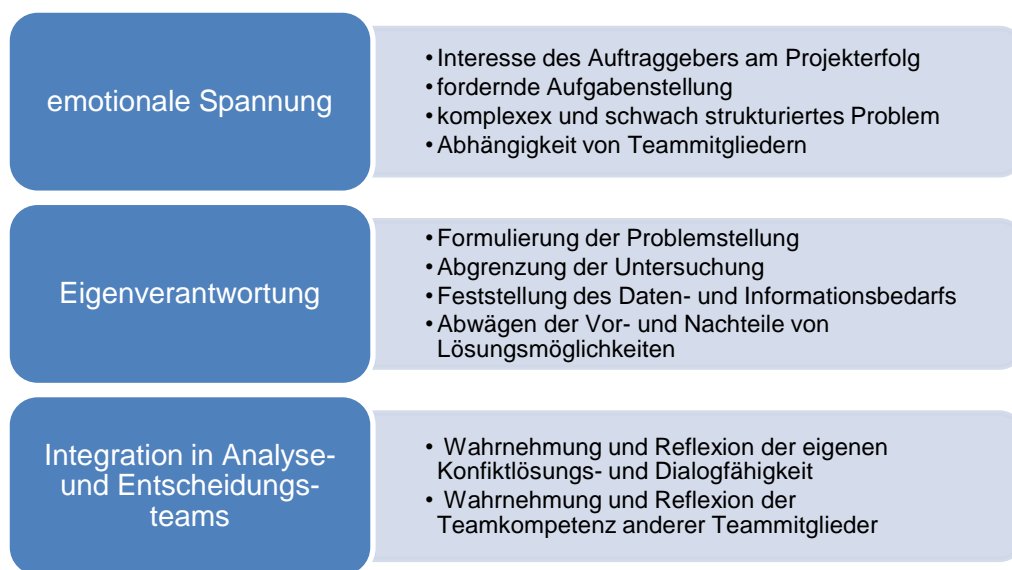 emotionale Spannung
• Interesse des Auftraggebers am Projekterfolg
• fordernde Aufgabenstellung
• komplexex und schwach strukturiertes Problem
• Abhängigkeit von Teammitgliedern
Eigenverantwortung
• Formulierung der Problemstellung
• Abgrenzung der Untersuchung
• Feststellung des Daten- und Informationsbedarfs
• Abwägen der Vor- und Nachteile von
Lösungsmöglichkeiten
Integration in Analyse-
und Entscheidungs-
teams
• Wahrnehmung und Reflexion der eigenen
Konfiktlösungs- und Dialogfähigkeit
• Wahrnehmung und Reflexion der
Teamkompetenz anderer Teammitglieder